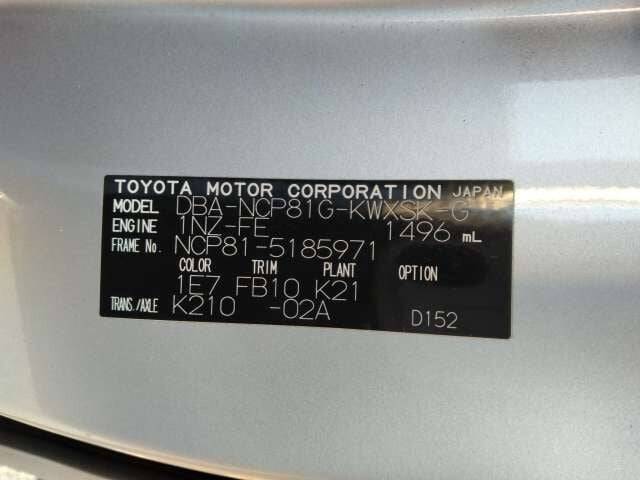 TOYOTA MOTOR CORPORATION JAPAN
MODEL DBA-NCP81G-KWXSK-G
ENGINE 1NZ-FE 1496 mL
FRAME No. NCP81-5185971
COLOR TRIM PLANT OPTION
1E7 FB10 K21
TRANS./AXLE K210 -02A
D152